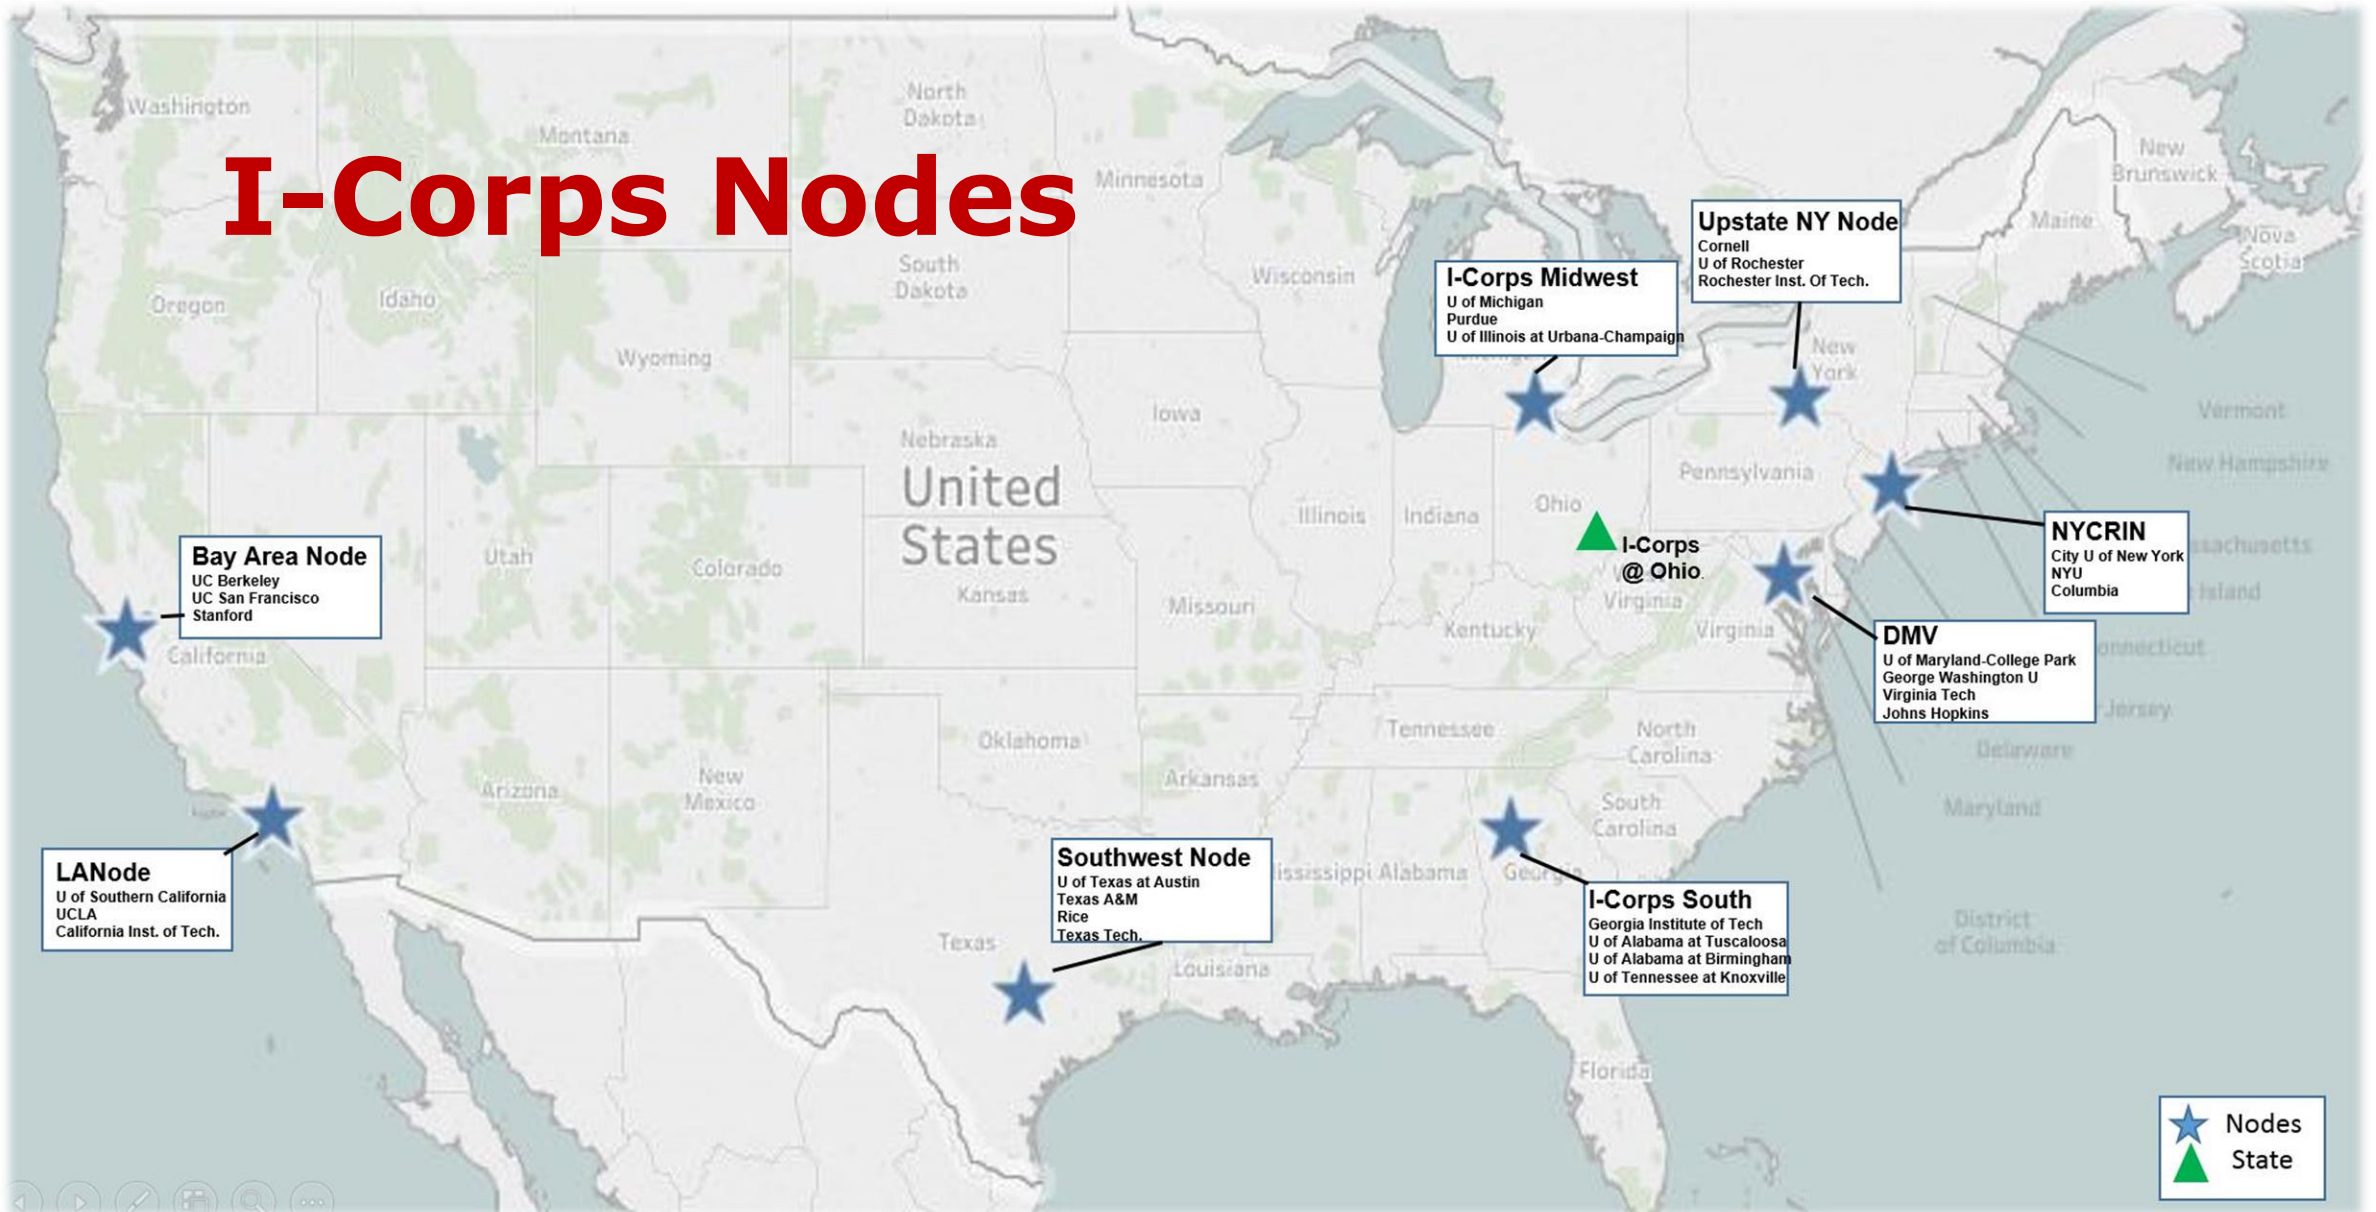 I-Corps Nodes
Washington
Montana
North
Dakota
Minnesota
New
Brunswick
Maine
Nova
Scotia
Oregon
Idaho
South
Dakota
Wisconsin
Wyoming
Upstate NY Node
Cornell
U of Rochester
Rochester Inst. Of Tech.
I-Corps Midwest
U of Michigan
Purdue
U of Illinois at Urbana-Champaign
New
York
Vermont
New Hampshire
Iowa
Nebraska
United
States
Pennsylvania
Ohio
Illinois
Indiana
I-Corps
@ Ohio
Virginia
NYCRIN
City U of New York
NYU
Columbia
ssachusetts
Island
onnecticut
Jersey
Delaware
Maryland
District
of Columbia
DMV
U of Maryland-College Park
George Washington U
Virginia Tech
Johns Hopkins
Bay Area Node
UC Berkeley
UC San Francisco
Stanford
California
Utah
Colorado
Kansas
Missouri
Kentucky
Virginia
Arizona
New
Mexico
Oklahoma
Arkansas
Tennessee
North
Carolina
South
Carolina
LANode
U of Southern California
UCLA
California Inst. of Tech.
Southwest Node
U of Texas at Austin
Texas A&M
Rice
Texas Tech.
Texas
Louisiana
ississippi
Alabama
Georgia
I-Corps South
Georgia Institute of Tech
U of Alabama at Tuscaloosa
U of Alabama at Birmingham
U of Tennessee at Knoxville
Florida
Nodes
State